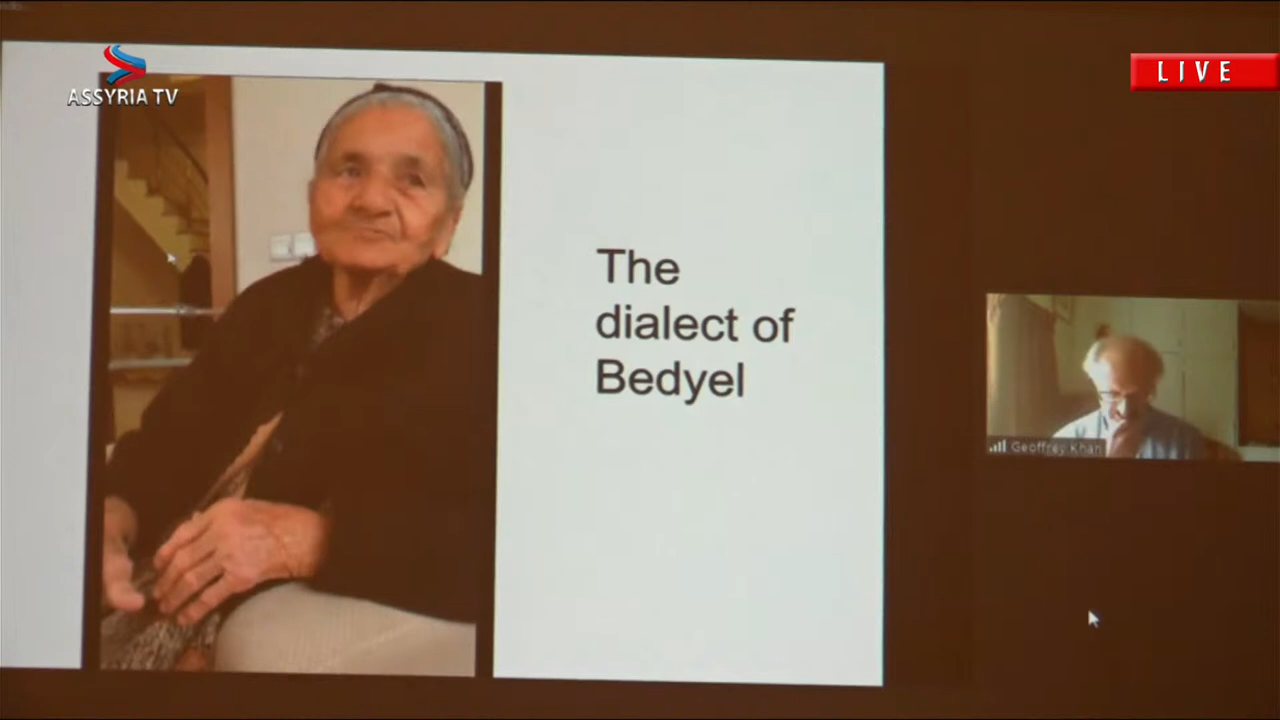 ASSYRIA TV
LIVE
The
dialect of
Bedyel
Geoffrey Khan